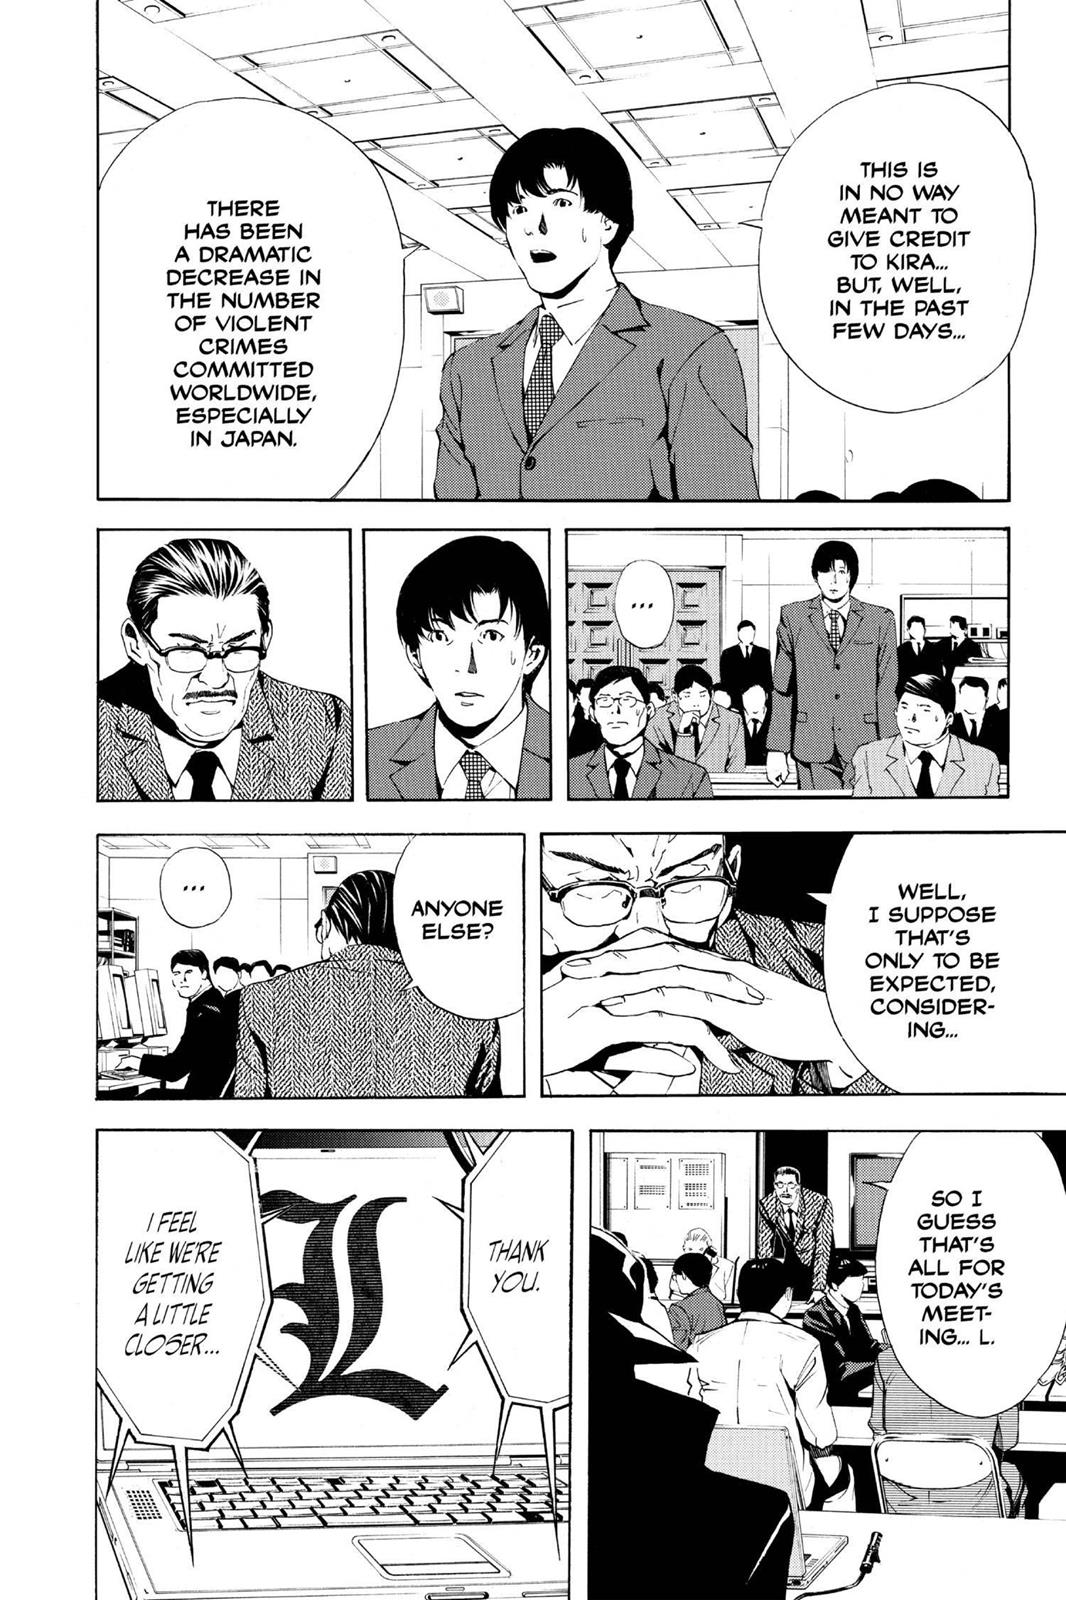 THIS IS
IN NO WAY
MEANT TO
GIVE CREDIT
TO KIRA...
BUT, WELL,
IN THE PAST
FEW DAYS...
THERE
HAS BEEN
A DRAMATIC
DECREASE IN
THE NUMBER
OF VIOLENT
CRIMES
COMMITTED
WORLDWIDE,
ESPECIALLY
IN JAPAN.
...
WELL,
I SUPPOSE
THAT'S
ONLY TO BE
EXPECTED,
CONSIDER-
ING...
ANYONE
ELSE?
...
SO I
GUESS
THAT'S
ALL FOR
TODAY'S
MEET-
ING... L.
THANK
YOU.
L
I FEEL
LIKE WE'RE
GETTING
A LITTLE
CLOSER...